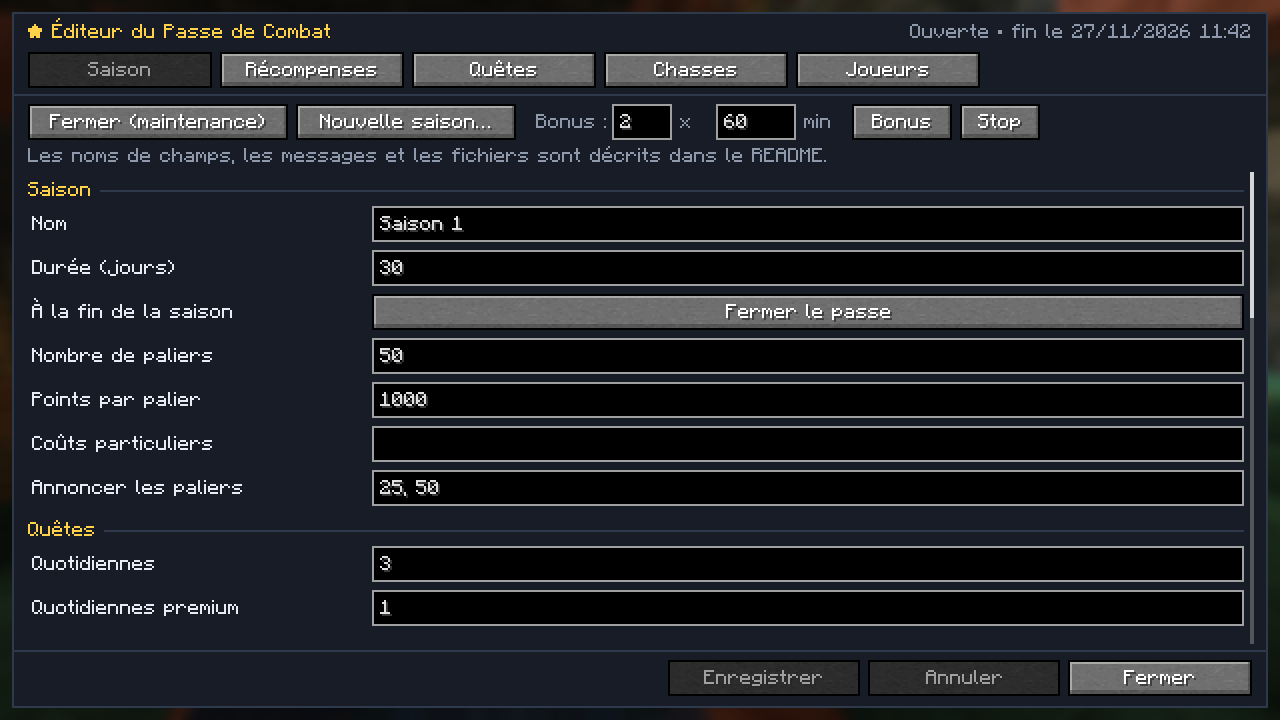 Éditeur du Passe de Combat
Ouverte • fin le 27/11/2026 11:42
Saison Récompenses Quêtes Chasses Joueurs
Fermer (maintenance) Nouvelle saison... Bonus : 2 x 60 min Bonus Stop
Les noms de champs, les messages et les fichiers sont décrits dans le README.
Saison
Nom Saison 1
Durée (jours) 30
À la fin de la saison Fermer le passe
Nombre de paliers 50
Points par palier 1000
Coûts particuliers
Annoncer les paliers 25, 50
Quêtes
Quotidiennes 3
Quotidiennes premium 1
Enregistrer Annuler Fermer